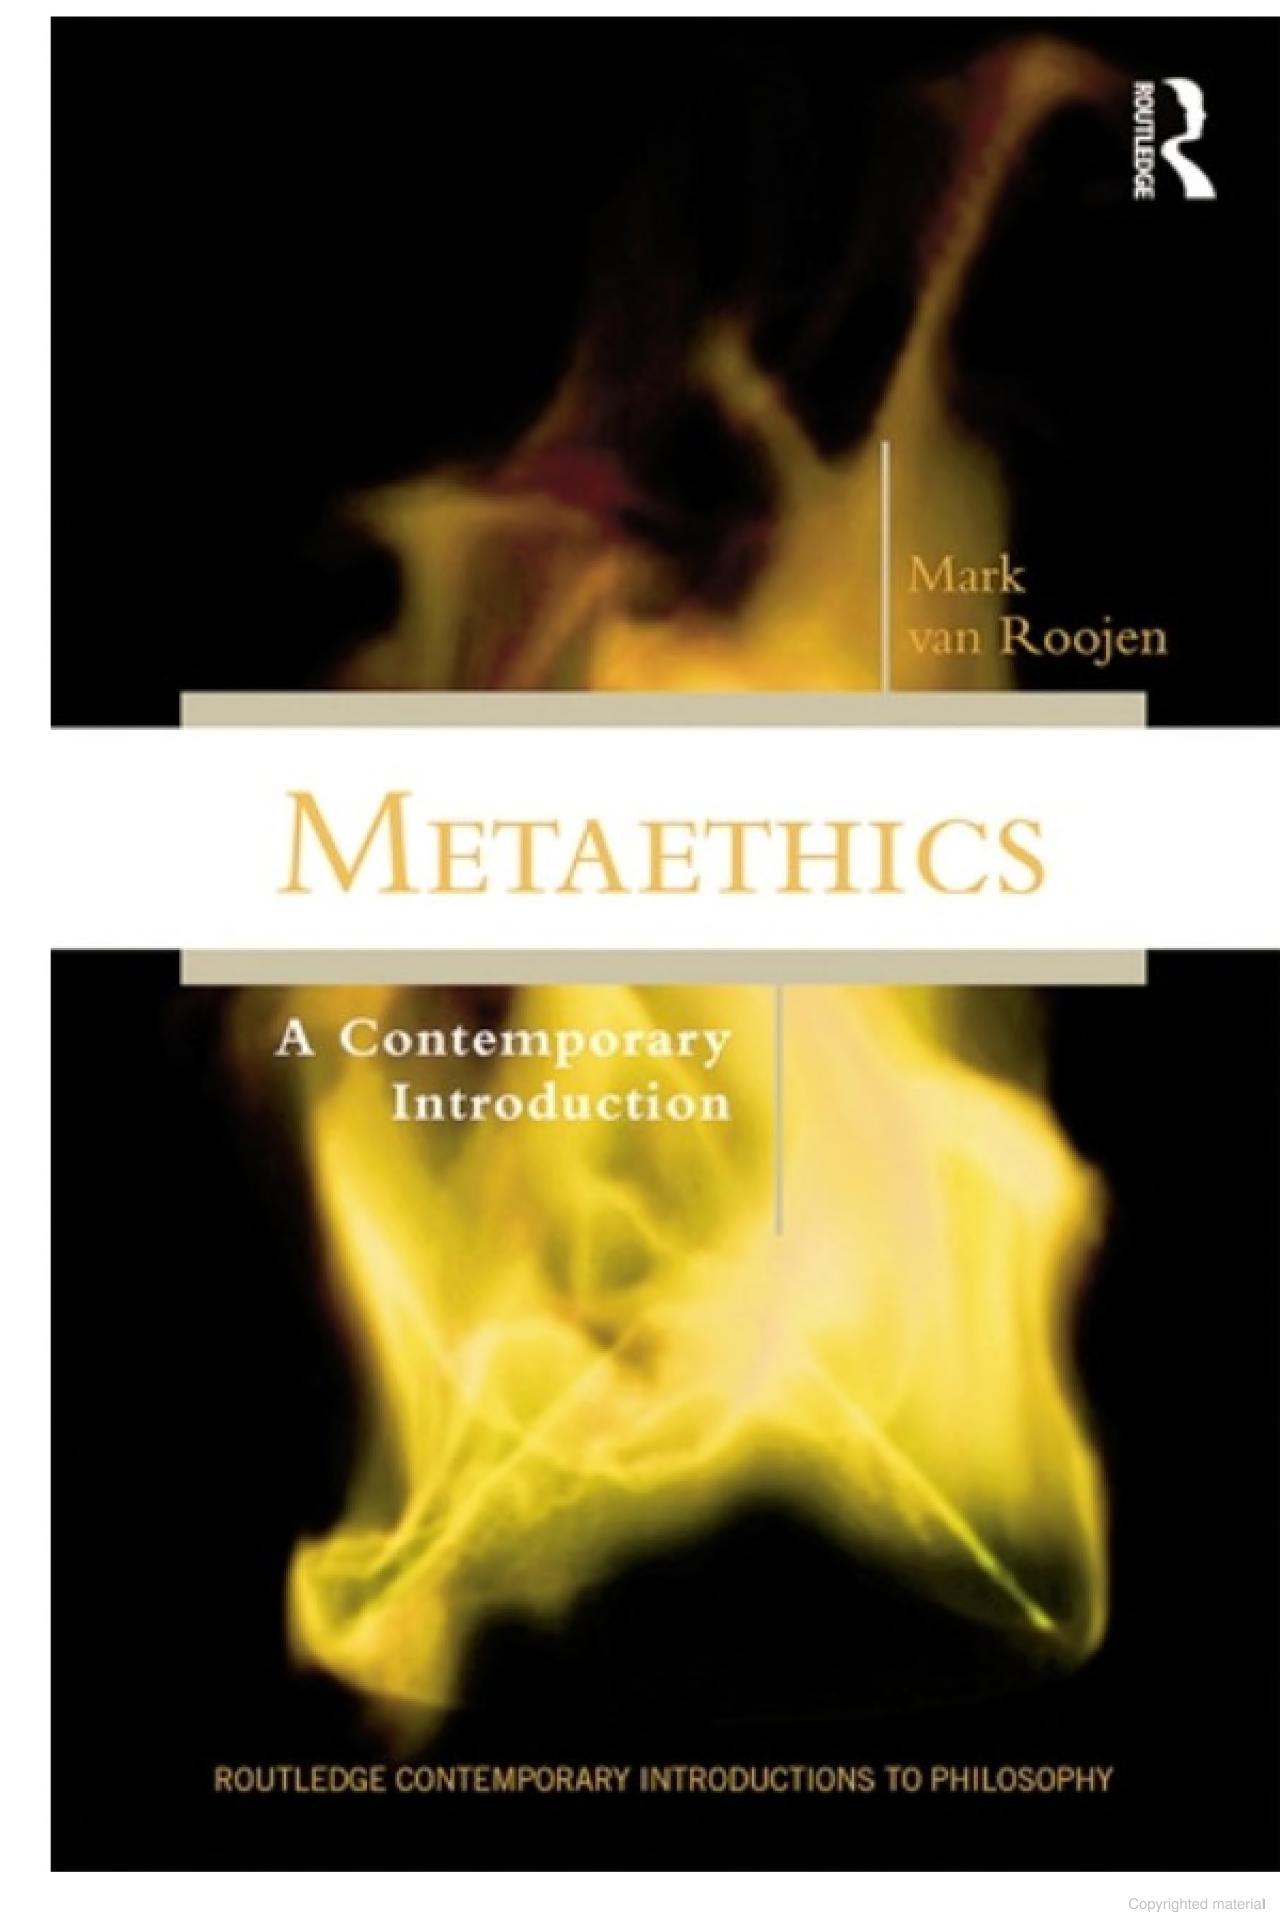 ROUTLEDGE
Mark
van Roojen
METAETHICS
A Contemporary
Introduction
ROUTLEDGE CONTEMPORARY INTRODUCTIONS TO PHILOSOPHY
Copyrighted material